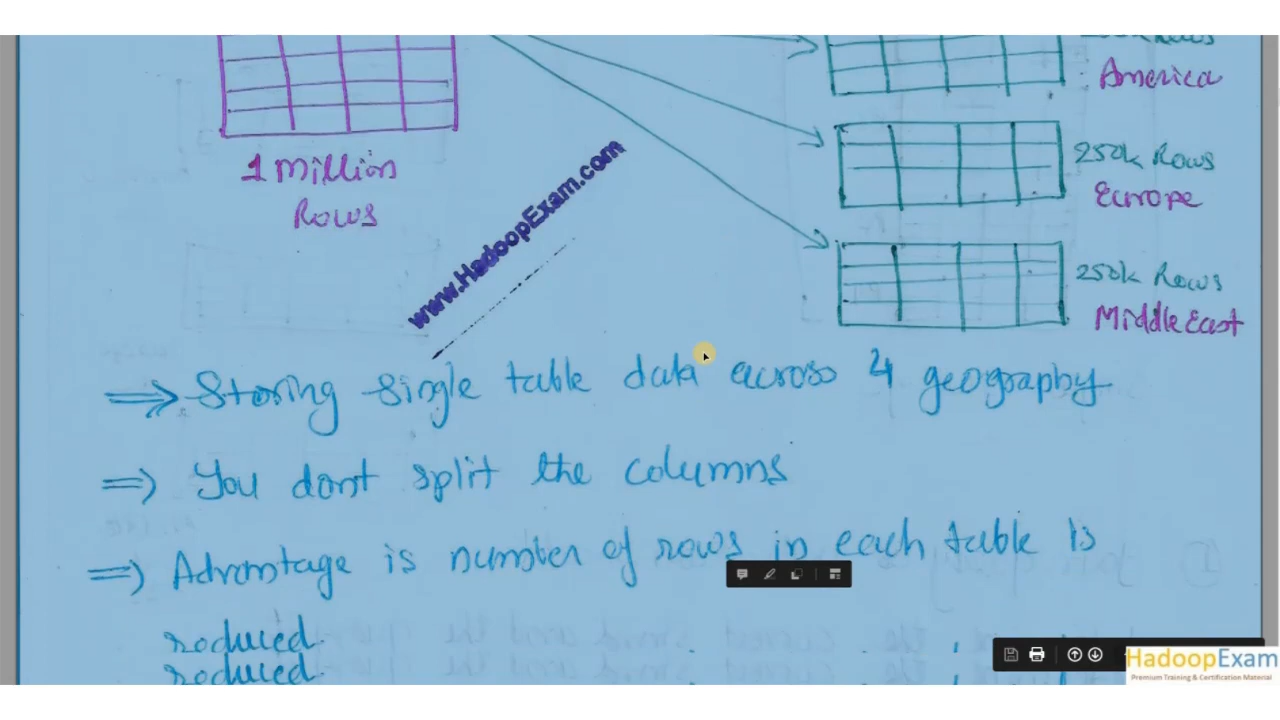 America
250k Rows
Europe
1 Million
Rows
www.HadoopExam.com
250k Rows
Middle East
⇒ Storing single table data across 4 geography
⇒ You dont split the columns
⇒ Advantage is number of rows in each table is
reduced.
reduced.
HadoopExam
Premium Training & Certification Material